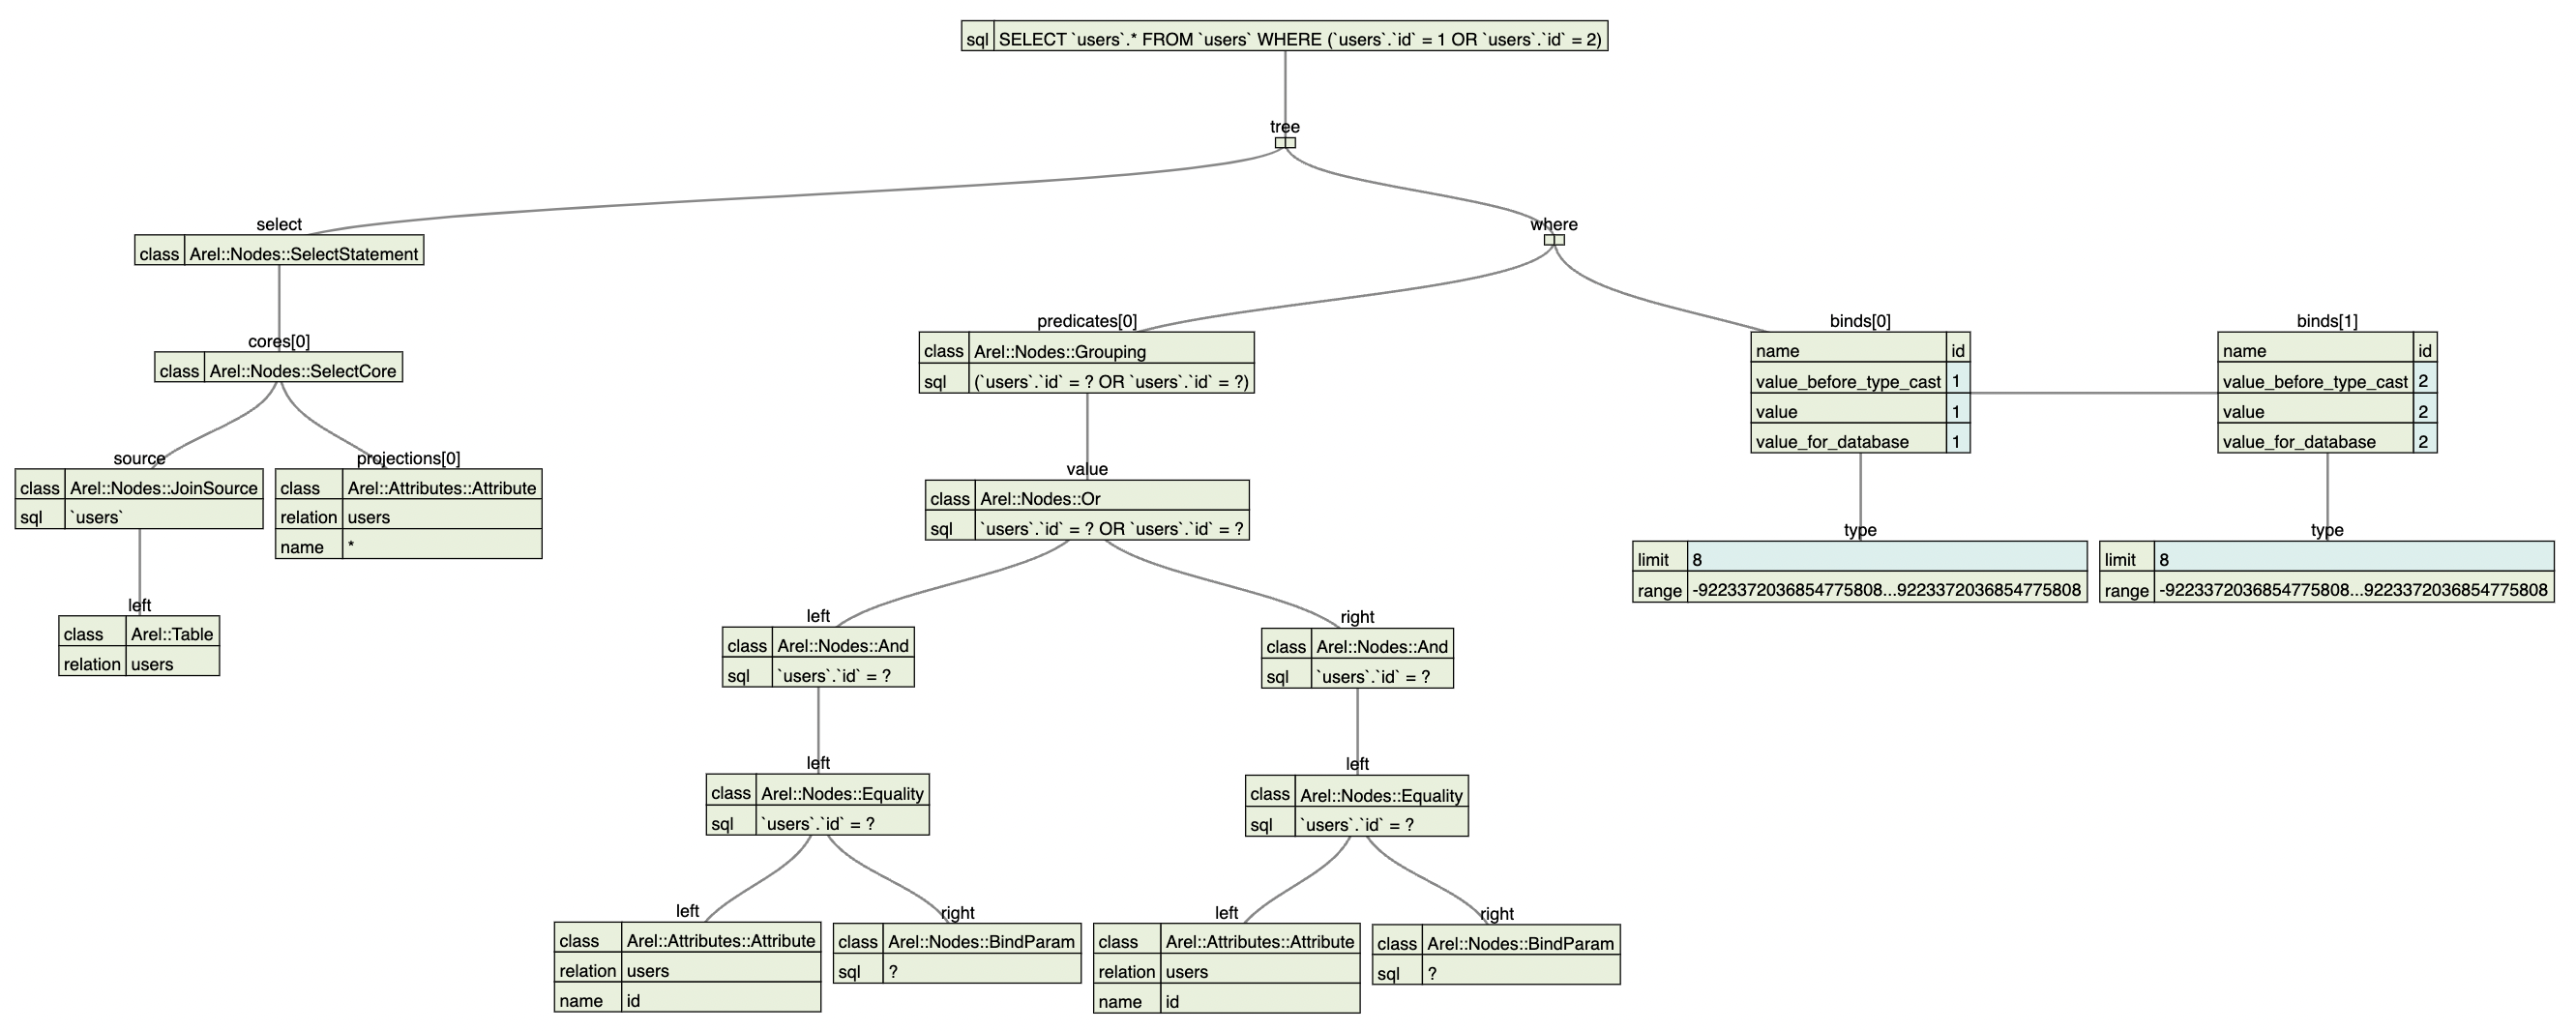 sql SELECT `users`.* FROM `users` WHERE (`users`.`id` = 1 OR `users`.`id` = 2)
tree
select
class Arel::Nodes::SelectStatement
where
cores[0]
class Arel::Nodes::SelectCore
predicates[0]
class Arel::Nodes::Grouping
sql (`users`.`id` = ? OR `users`.`id` = ?)
binds[0]
name id
value_before_type_cast 1
value 1
value_for_database 1
binds[1]
name id
value_before_type_cast 2
value 2
value_for_database 2
source
class Arel::Nodes::JoinSource
sql `users`
projections[0]
class Arel::Attributes::Attribute
relation users
name *
value
class Arel::Nodes::Or
sql `users`.`id` = ? OR `users`.`id` = ?
type
limit 8
range -9223372036854775808...9223372036854775808
type
limit 8
range -9223372036854775808...9223372036854775808
left
class Arel::Table
relation users
left
class Arel::Nodes::And
sql `users`.`id` = ?
right
class Arel::Nodes::And
sql `users`.`id` = ?
left
class Arel::Nodes::Equality
sql `users`.`id` = ?
left
class Arel::Nodes::Equality
sql `users`.`id` = ?
left
class Arel::Attributes::Attribute
relation users
name id
right
class Arel::Nodes::BindParam
sql ?
left
class Arel::Attributes::Attribute
relation users
name id
right
class Arel::Nodes::BindParam
sql ?